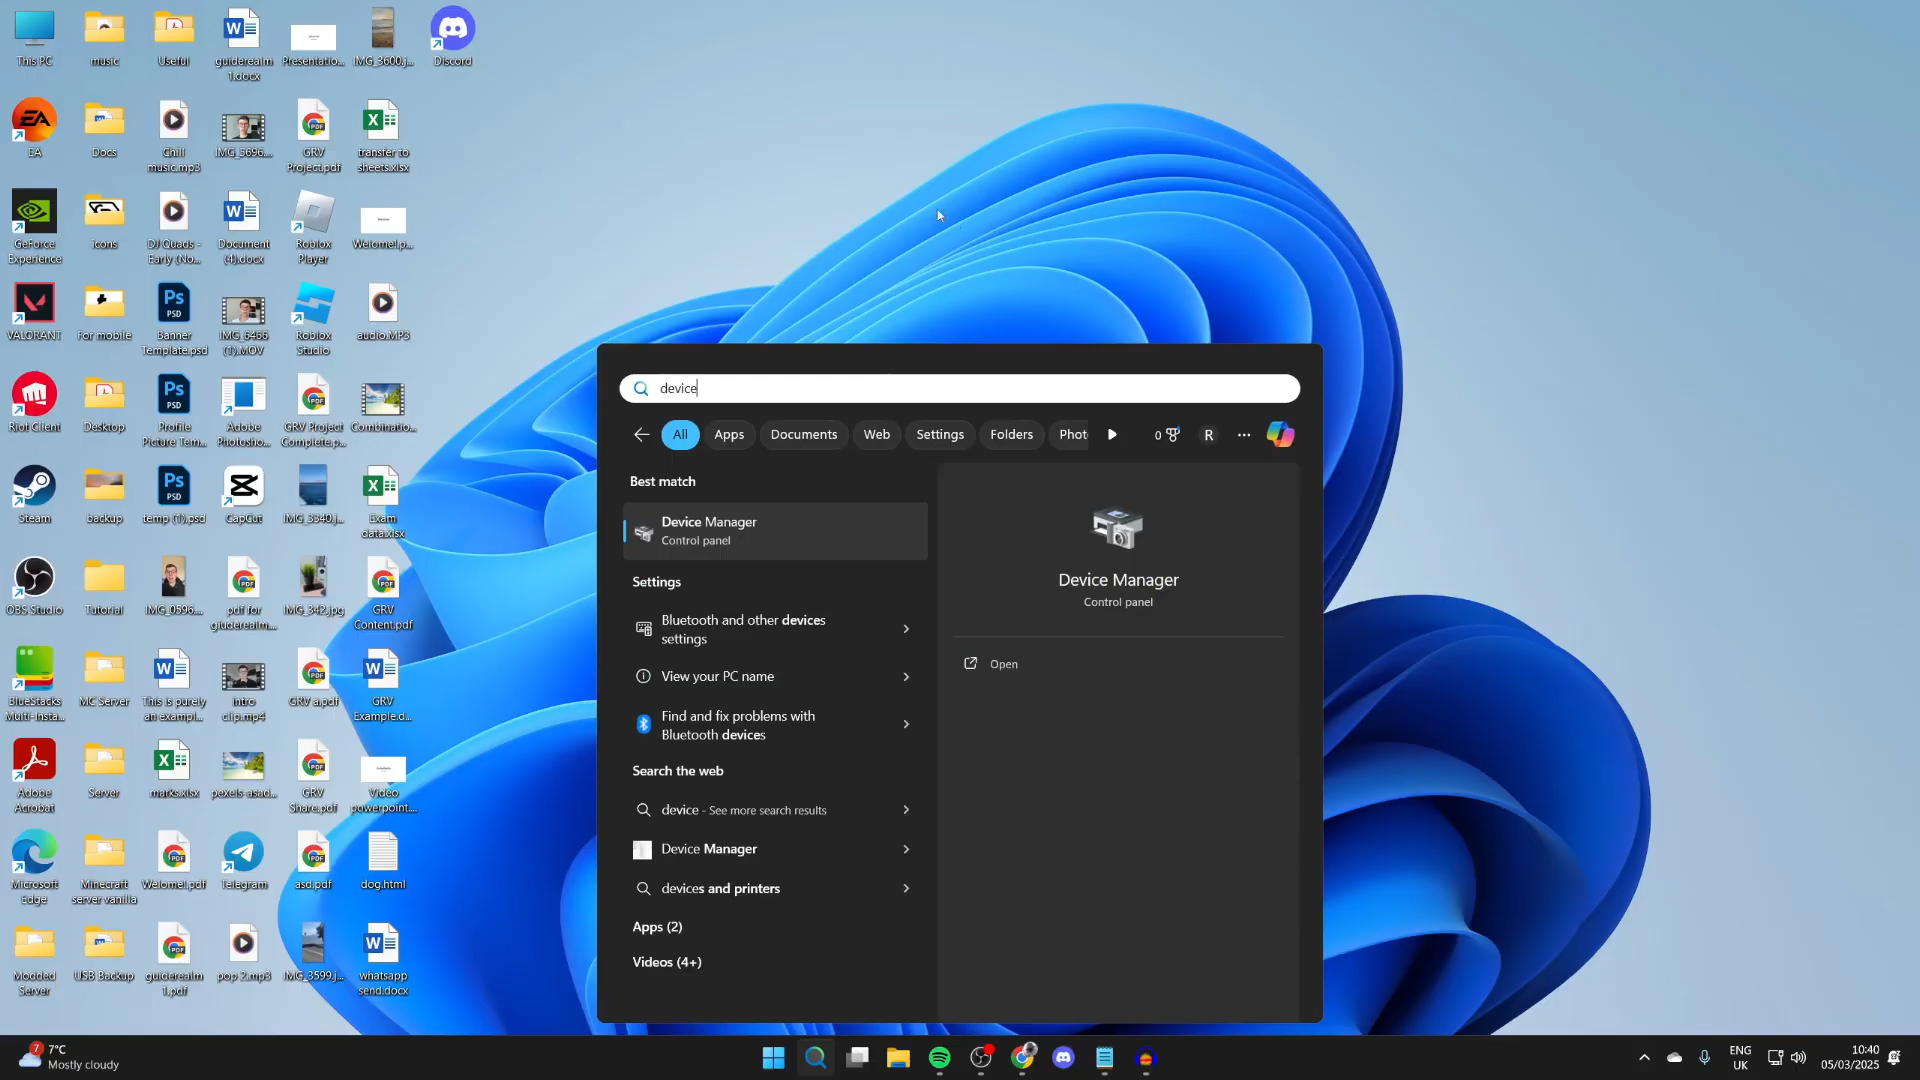 This PC
music
Useful
guiderealm
1.docx
Presentatio...
IMG_3600.j...
Discord
EA
Docs
Chill
music.mp3
IMG_5696....
GRV
Project.pdf
transfer to
sheets.xlsx
GeForce
Experience
icons
DJ Quads -
Early (No...
Document
(4).docx
Roblox
Player
Welome!.p...
VALORANT
For mobile
Banner
Template.psd
IMG_6466
(1).MOV
Roblox
Studio
audio.MP3
Riot Client
Desktop
Profile
Picture Tem...
Adobe
Photosho...
GRV Project
Complete.p...
Combinatio...
Steam
backup
temp (1).psd
CapCut
IMG_3340.j...
Exam
data.xlsx
OBS Studio
Tutorial
IMG_0596....
pdf for
giuderealm...
IMG_342.jpg
GRV
Content.pdf
BlueStacks
Multi-Insta...
MC Server
This is purely
an exampl...
intro
clip.mp4
GRV a.pdf
GRV
Example.d...
Adobe
Acrobat
Server
marks.xlsx
pexels-asad...
GRV
Share.pdf
Video
powerpoint....
Microsoft
Edge
Minecraft
server vanilla
Welome!.pdf
Telegram
asd.pdf
dog.html
Modded
Server
USB Backup
guiderealm
1.pdf
pop 2.mp3
IMG_3599.j...
whatsapp
send.docx
device
All Apps Documents Web Settings Folders Phot 0 R ...
Best match
Device Manager
Control panel
Settings
Bluetooth and other devices
settings
View your PC name
Find and fix problems with
Bluetooth devices
Search the web
device - See more search results
Device Manager
devices and printers
Apps (2)
Videos (4+)
Device Manager
Control panel
Open
7
7°C
Mostly cloudy
ENG
UK
10:40
05/03/2025